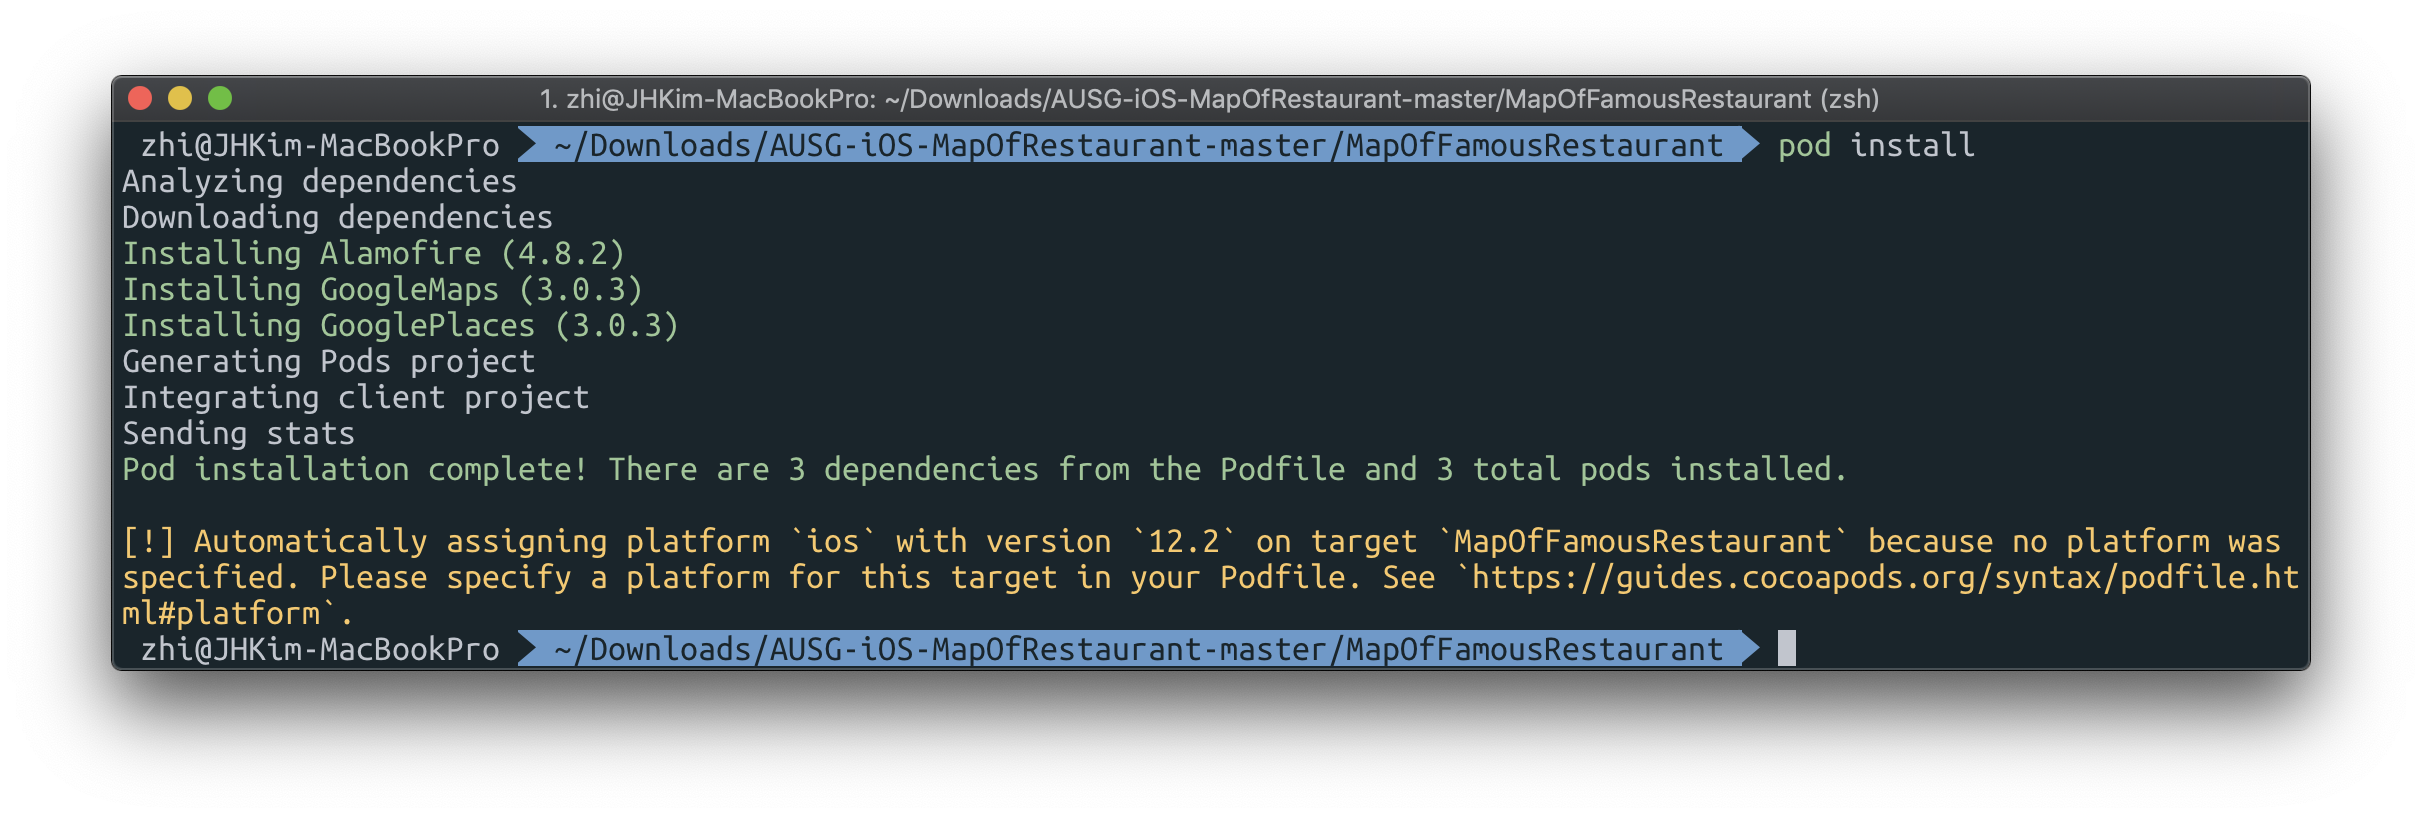 1. zhi@JHKim-MacBookPro: ~/Downloads/AUSG-iOS-MapOfRestaurant-master/MapOfFamousRestaurant (zsh)
zhi@JHKim-MacBookPro ~/Downloads/AUSG-iOS-MapOfRestaurant-master/MapOfFamousRestaurant pod install
Analyzing dependencies
Downloading dependencies
Installing Alamofire (4.8.2)
Installing GoogleMaps (3.0.3)
Installing GooglePlaces (3.0.3)
Generating Pods project
Integrating client project
Sending stats
Pod installation complete! There are 3 dependencies from the Podfile and 3 total pods installed.
[!] Automatically assigning platform `ios` with version `12.2` on target `MapOfFamousRestaurant` because no platform was
specified. Please specify a platform for this target in your Podfile. See `https://guides.cocoapods.org/syntax/podfile.ht
ml#platform`.
zhi@JHKim-MacBookPro ~/Downloads/AUSG-iOS-MapOfRestaurant-master/MapOfFamousRestaurant